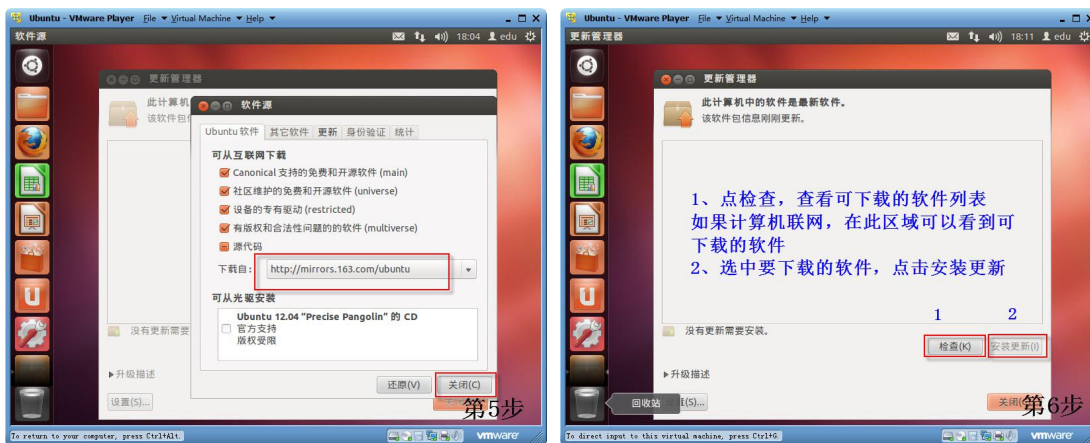 Ubuntu - VMware Player File Virtual Machine Help
软件源
18:04 edu
更新管理器
此计算机
该软件包
软件源
Ubuntu 软件 其它软件 更新 身份验证 统计
可从互联网下载
Canonical 支持的免费和开源软件 (main)
社区维护的免费和开源软件 (universe)
设备的专有驱动 (restricted)
有版权和合法性问题的的软件 (multiverse)
源代码
下载自: http://mirrors.163.com/ubuntu
可从光驱安装
Ubuntu 12.04 "Precise Pangolin" 的 CD
官方支持
版权受限
没有更新需要
升级描述
还原(V) 关闭(C)
设置(S)...
第5步
To return to your computer, press Ctrl+Alt.
vmware
Ubuntu - VMware Player File Virtual Machine Help
更新管理器
18:11 edu
更新管理器
此计算机中的软件是最新软件。
该软件包信息刚刚更新。
1、点检查，查看可下载的软件列表
如果计算机联网，在此区域可以看到可
下载的软件
2、选中要下载的软件，点击安装更新
1 2
没有更新需要安装。
检查(K) 安装更新(I)
升级描述
回收站
(S)...
关闭
第6步
To direct input to this virtual machine, press Ctrl+G.
vmware